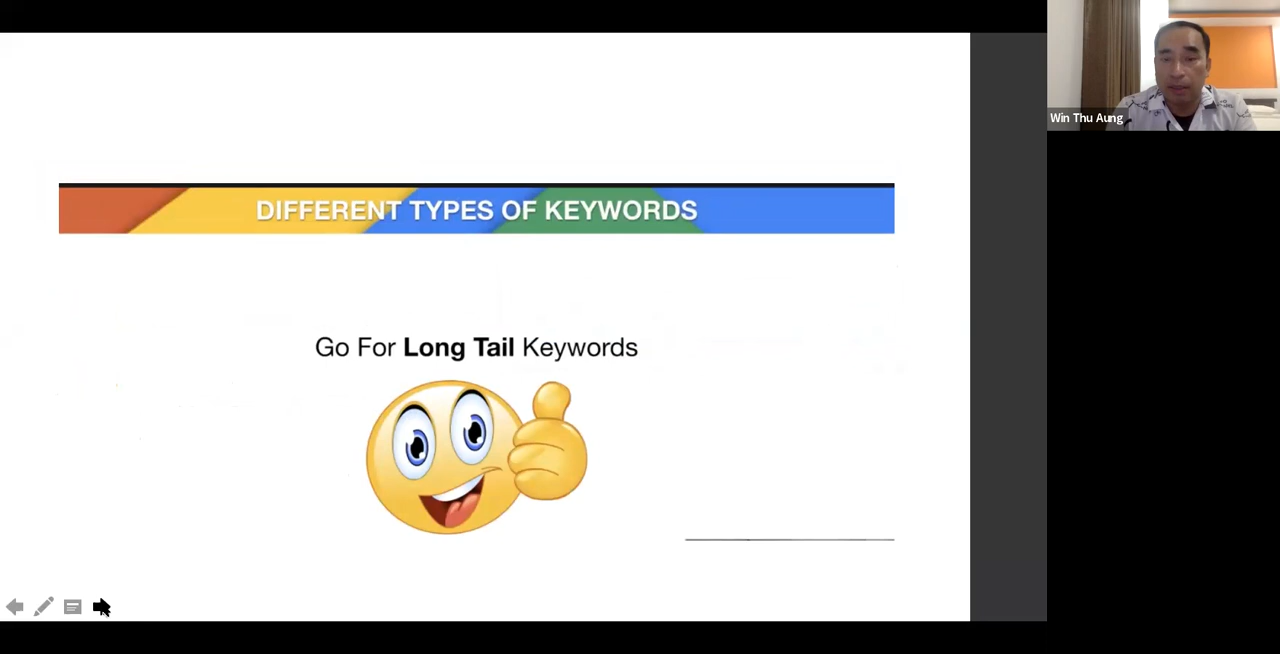 DIFFERENT TYPES OF KEYWORDS
Go For Long Tail Keywords
Win Thu Aung